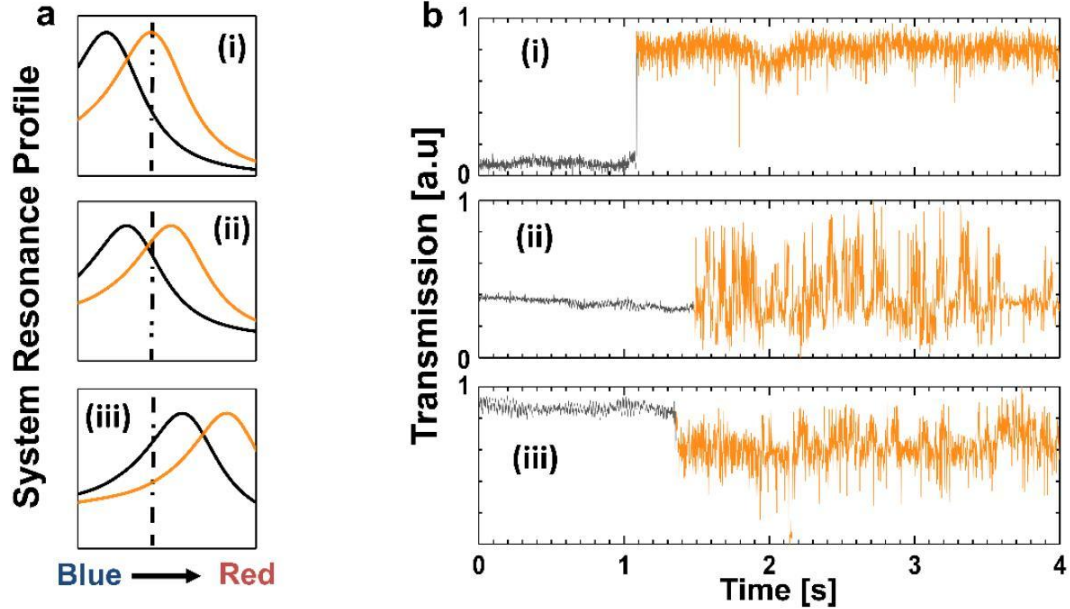 a
System Resonance Profile
(i)
(ii)
(iii)
Blue Red
b
Transmission [a.u]
1
(i)
0
1
(ii)
0
1
(iii)
0 1 2 3 4
Time [s]